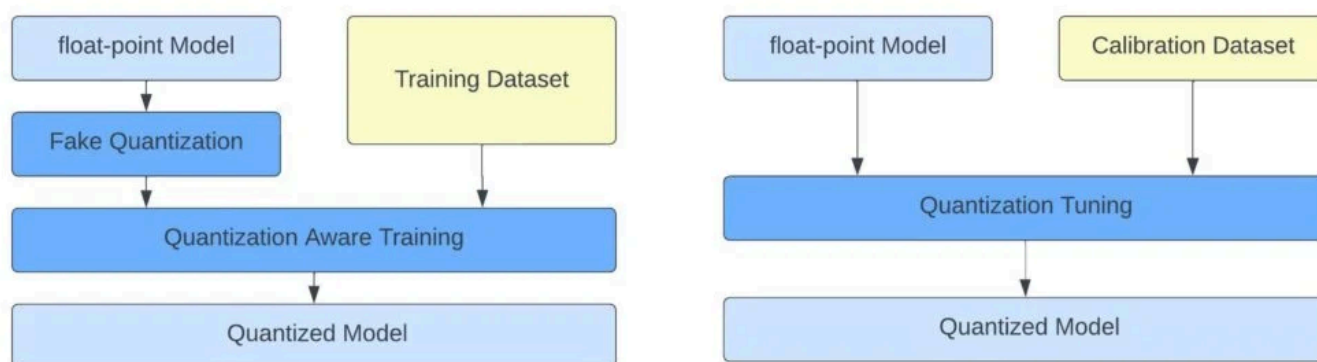 float-point Model
Training Dataset
Fake Quantization
Quantization Aware Training
Quantized Model
float-point Model
Calibration Dataset
Quantization Tuning
Quantized Model